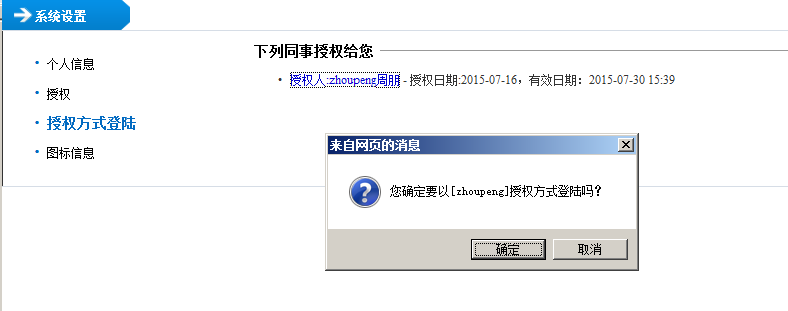 系统设置
个人信息
授权
授权方式登陆
图标信息
下列同事授权给您
授权人:zhoupeng周朋 - 授权日期:2015-07-16，有效日期：2015-07-30 15:39
来自网页的消息
您确定要以[zhoupeng]授权方式登陆吗？
确定
取消